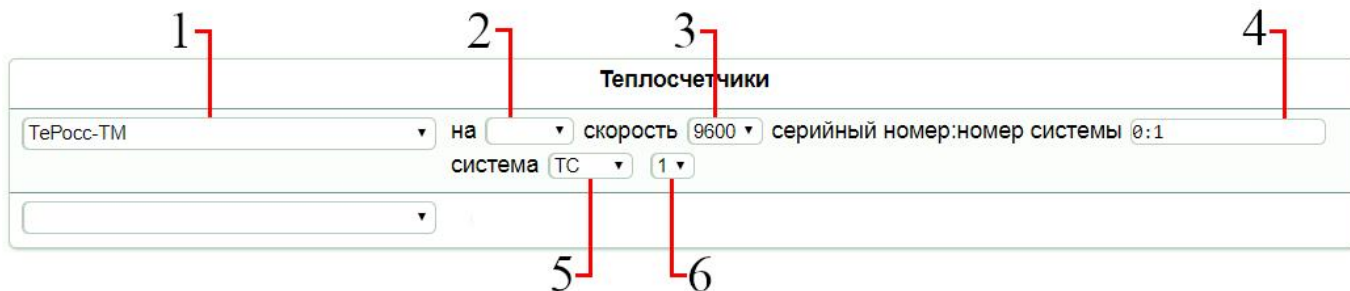 1 2 3 4
Теплосчетчики
ТеРосс-ТМ на скорость 9600 серийный номер:номер системы 0:1
система ТС 1
5 6